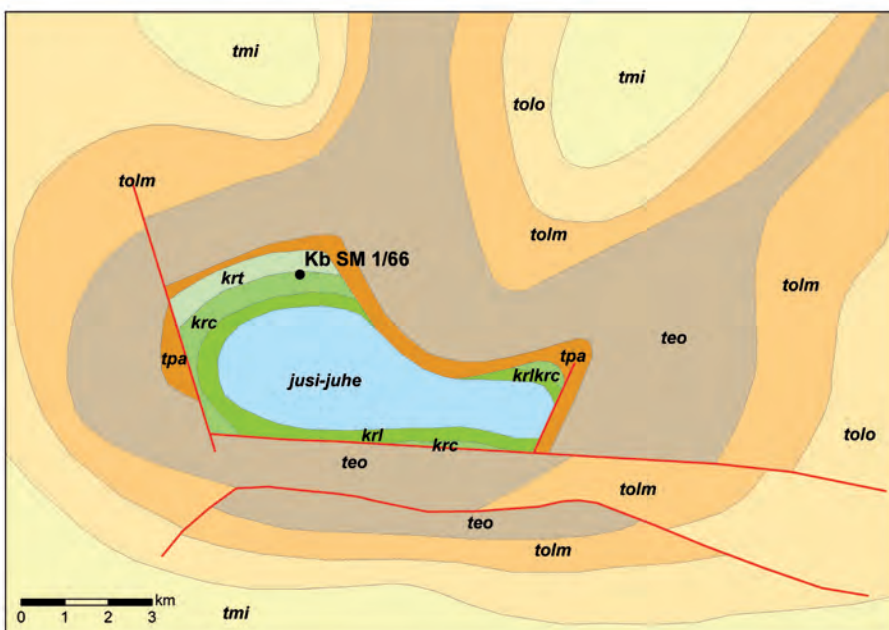 tmi
tmi
tolo
tolm
tolm
Kb SM 1/66
krt
tolm
krc
teo
tpa
tpa
krlkrc
jusi-juhe
krl
krc
tolo
teo
tolm
teo
tolm
km
0 1 2 3
tmi